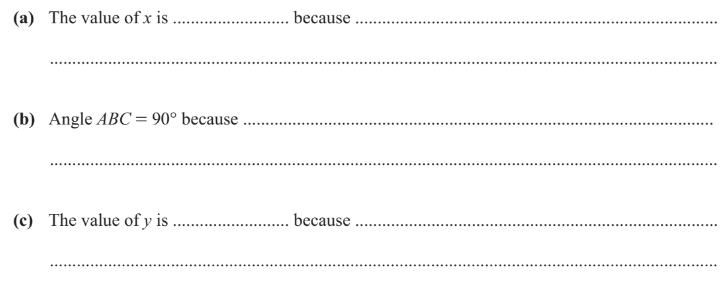 (a) The value of x is .......................... because .................................................................................
.....................................................................................................................................................
(b) Angle ABC = 90° because .........................................................................................................
.....................................................................................................................................................
(c) The value of y is .......................... because .................................................................................
.....................................................................................................................................................